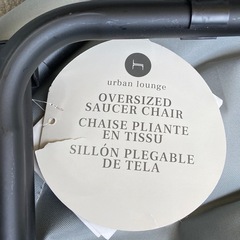 urban lounge
OVERSIZED
SAUCER CHAIR
CHAISE PLIANTE
EN TISSU
SILLÓN PLEGABLE
DE TELA